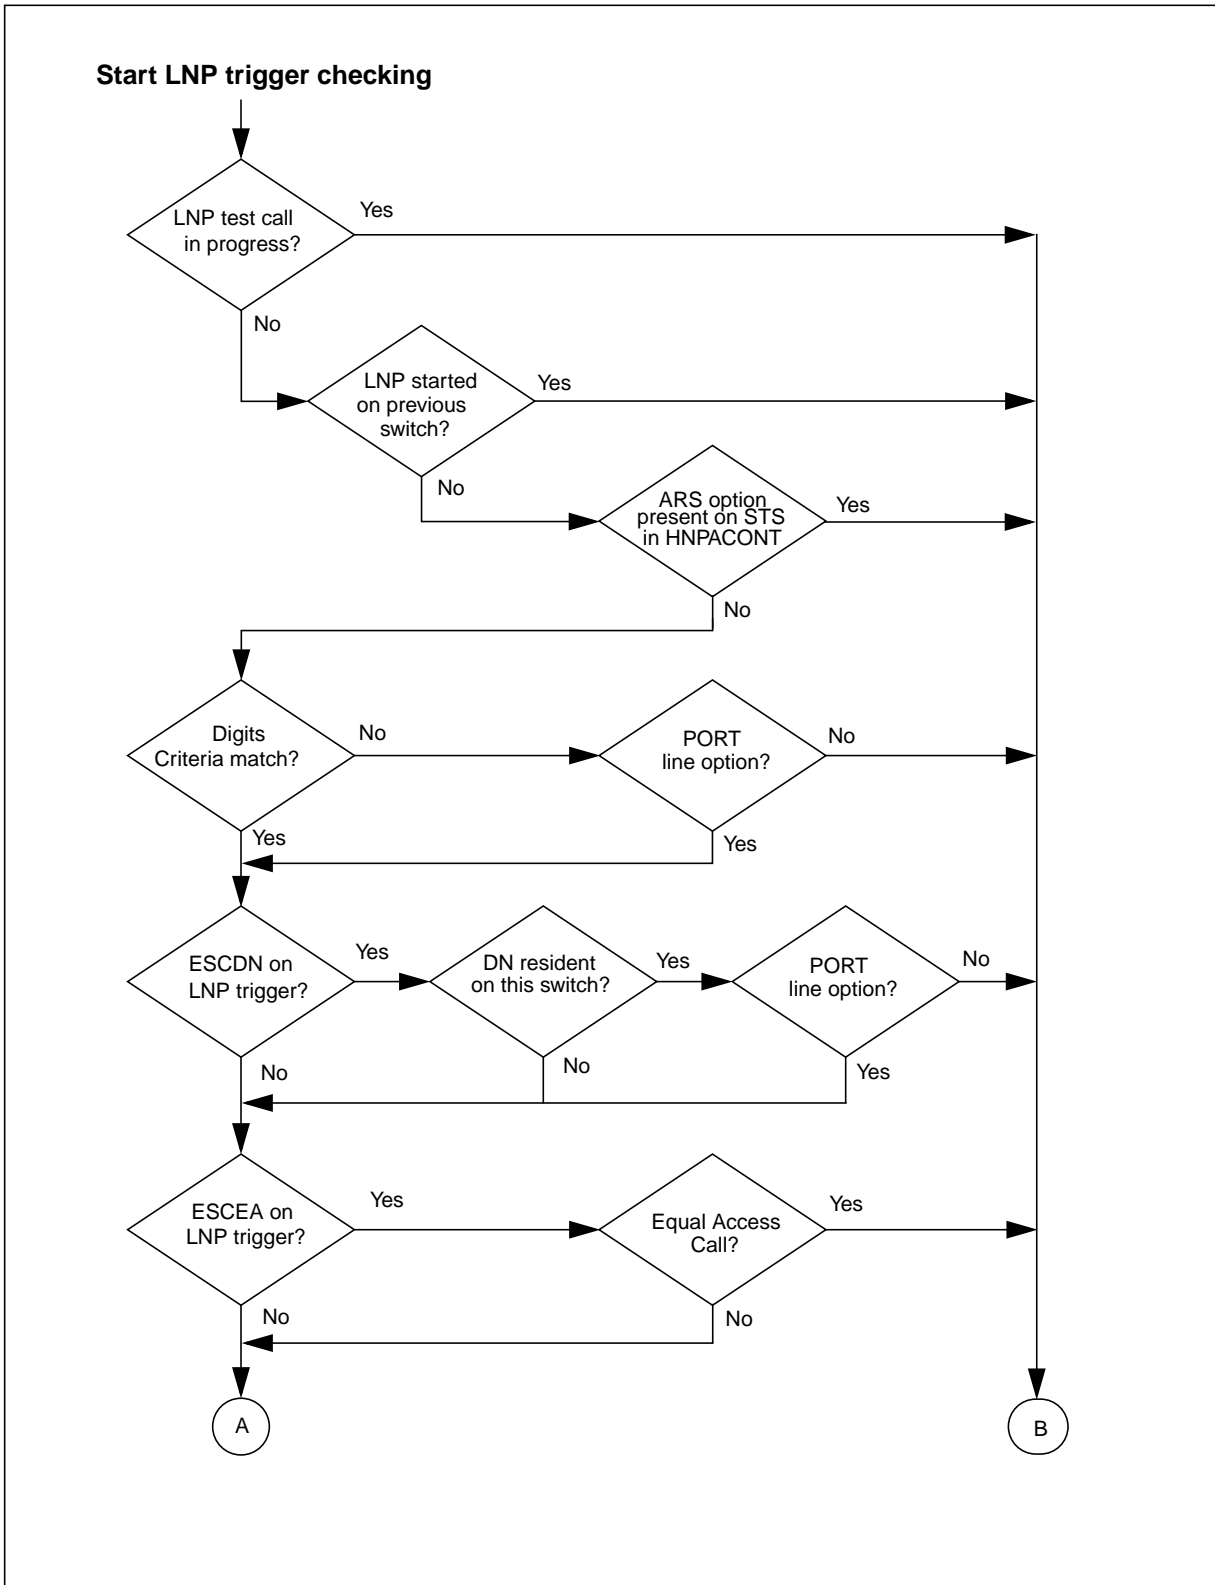 Start LNP trigger checking
LNP test call
in progress?
Yes
No
LNP started
on previous
switch?
Yes
No
ARS option
present on STS
in HNPACONT
Yes
No
Digits
Criteria match?
No
Yes
PORT
line option?
No
Yes
ESCDN on
LNP trigger?
Yes
No
DN resident
on this switch?
Yes
No
PORT
line option?
No
Yes
ESCEA on
LNP trigger?
Yes
No
Equal Access
Call?
Yes
No
A
B